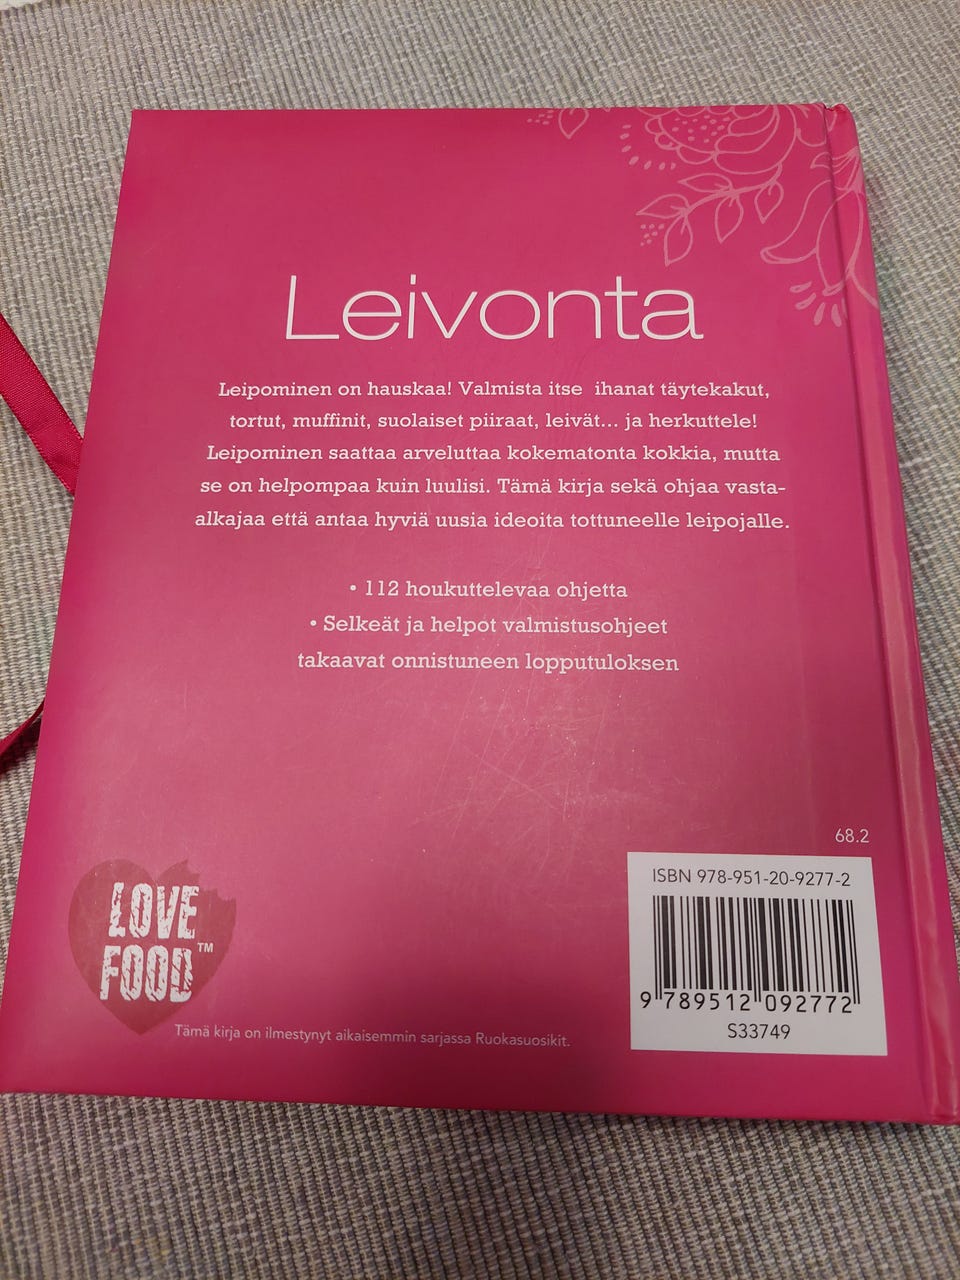 Leivonta
Leipominen on hauskaa! Valmista itse ihanat täytekakut,
tortut, muffinit, suolaiset piiraat, leivät... ja herkuttele!
Leipominen saattaa arveluttaa kokematonta kokkia, mutta
se on helpompaa kuin luulisi. Tämä kirja sekä ohjaa vasta-
alkajaa että antaa hyviä uusia ideoita tottuneelle leipojalle.
• 112 houkuttelevaa ohjetta
• Selkeät ja helpot valmistusohjeet
takaavat onnistuneen lopputuloksen
68.2
ISBN 978-951-20-9277-2
9 789512 092772
S33749
LOVE
FOOD™
Tämä kirja on ilmestynyt aikaisemmin sarjassa Ruokasuosikit.